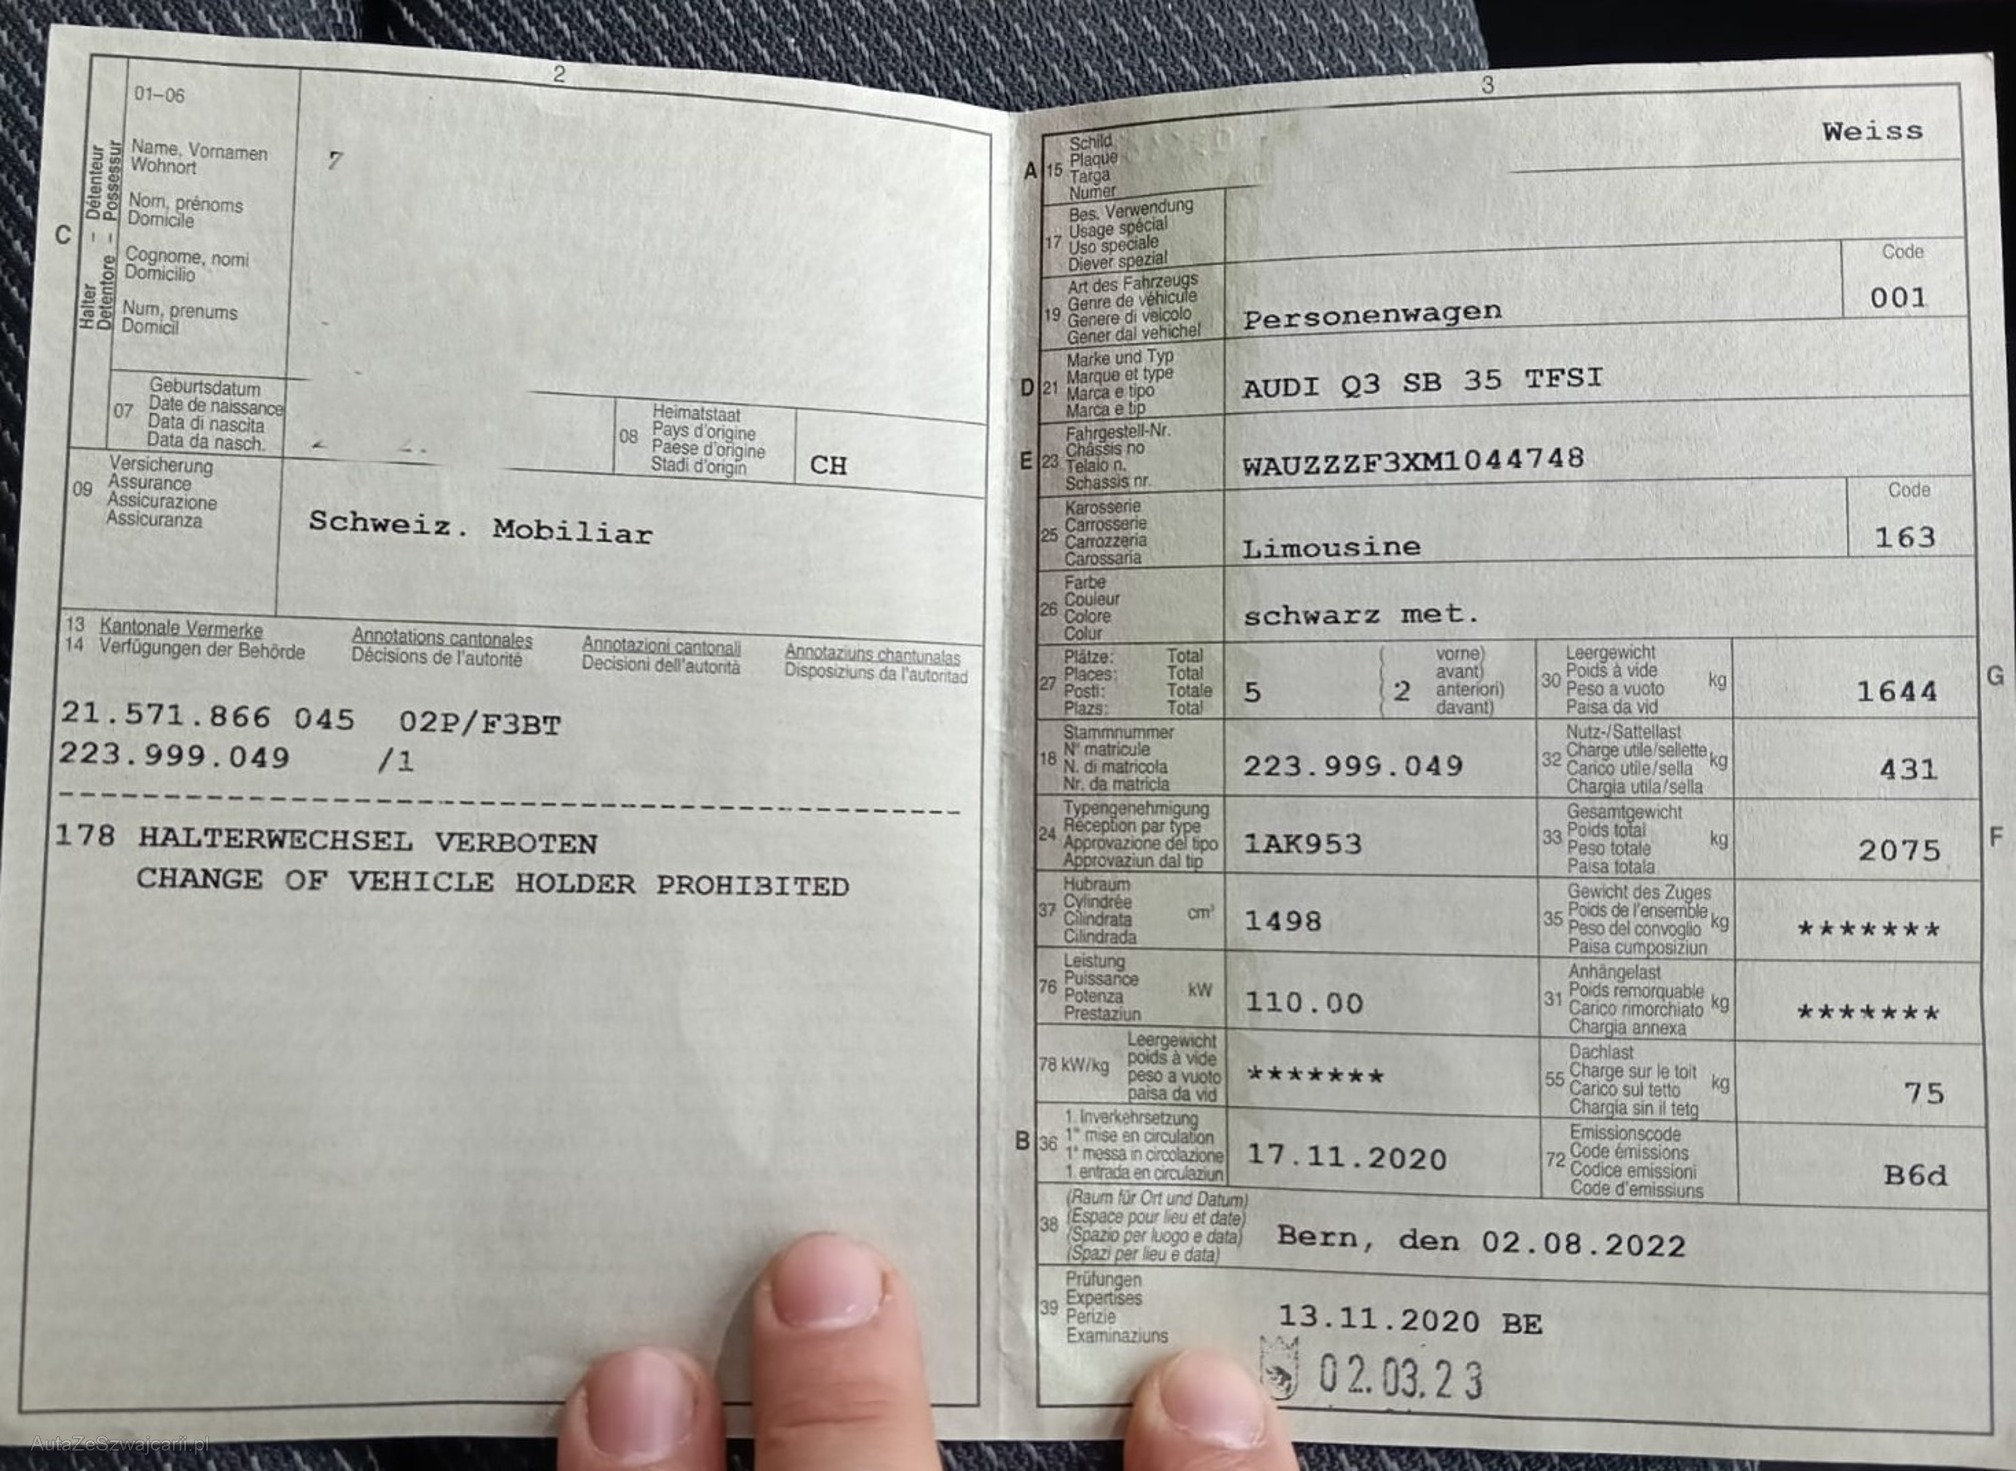 2
01-06
7
Halter - Détenteur
Detentore - Possessur
C
Name, Vornamen
Wohnort
Nom, prénoms
Domicile
Cognome, nomi
Domicilio
Num, prenums
Domicil
07
Geburtsdatum
Date de naissance
Data di nascita
Data da nasch.
08
Heimatstaat
Pays d'origine
Paese d'origine
Stadi d'origin
CH
09
Versicherung
Assurance
Assicurazione
Assicuranza
Schweiz. Mobiliar
13 Kantonale Vermerke Annotations cantonales Annotazioni cantonali Annotaziuns chantunalas
14 Verfügungen der Behörde Décisions de l'autorité Decisioni dell'autorità Disposiziuns da l'autoritad
21.571.866 045 02P/F3BT
223.999.049 /1
178 HALTERWECHSEL VERBOTEN
CHANGE OF VEHICLE HOLDER PROHIBITED
AutaZeSzwajcarii.pl
3
A 15
Schild
Plaque
Targa
Numer
Weiss
17
Bes. Verwendung
Usage spécial
Uso speciale
Diever spezial
19
Art des Fahrzeugs
Genre de véhicule
Genere di veicolo
Gener dal vehichel
Personenwagen
Code
001
D 21
Marke und Typ
Marque et type
Marca e tipo
Marca e tip
AUDI Q3 SB 35 TFSI
E 23
Fahrgestell-Nr.
Châssis no
Telaio n.
Schassis nr.
WAUZZZF3XM1044748
25
Karosserie
Carrosserie
Carrozzeria
Carossaria
Limousine
Code
163
26
Farbe
Couleur
Colore
Colur
schwarz met.
27
Plätze: Total
Places: Total
Posti: Totale
Plazs: Total
5
2
vorne)
avant)
anteriori)
davant)
30
Leergewicht
Poids à vide
Peso a vuoto
Paisa da vid
kg
1644
G
18
Stammnummer
N° matricule
N. di matricola
Nr. da matricla
223.999.049
32
Nutz-/Sattellast
Charge utile/sellette
Carico utile/sella
Chargia utila/sella
kg
431
24
Typengenehmigung
Réception par type
Approvazione del tipo
Approvaziun dal tip
1AK953
33
Gesamtgewicht
Poids total
Peso totale
Paisa totala
kg
2075
F
37
Hubraum
Cylindrée
Cilindrata
Cilindrada
cm³
1498
35
Gewicht des Zuges
Poids de l'ensemble
Peso del convoglio
Paisa cumposiziun
kg
*******
76
Leistung
Puissance
Potenza
Prestaziun
kW
110.00
31
Anhängelast
Poids remorquable
Carico rimorchiato
Chargia annexa
kg
*******
78 kW/kg
Leergewicht
poids à vide
peso a vuoto
paisa da vid
*******
55
Dachlast
Charge sur le toit
Carico sul tetto
Chargia sin il tetg
kg
75
B 36
1. Inverkehrsetzung
1ᵉ mise en circulation
1ᵃ messa in circolazione
1. entrada en circulaziun
17.11.2020
72
Emissionscode
Code émissions
Codice emissioni
Code d'emissiuns
B6d
38
(Raum für Ort und Datum)
(Espace pour lieu et date)
(Spazio per luogo e data)
(Spazi per lieu e data)
Bern, den 02.08.2022
39
Prüfungen
Expertises
Perizie
Examinaziuns
13.11.2020 BE
02.03.23